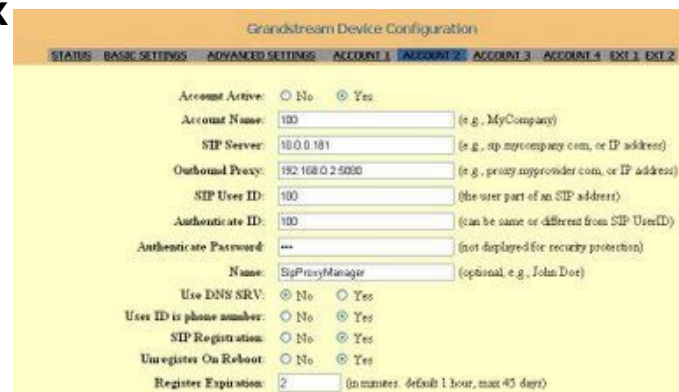 x
Grandstream Device Configuration
STATUS BASIC SETTINGS ADVANCED SETTINGS ACCOUNT 1 ACCOUNT 2 ACCOUNT 3 ACCOUNT 4 EXT 1 EXT 2
Account Active: No Yes
Account Name: 100 (e.g., MyCompany)
SIP Server: 10.0.0.181 (e.g., sip.mycompany.com, or IP address)
Outbound Proxy: 192.168.0.2:5080 (e.g., proxy.myprovider.com, or IP address)
SIP User ID: 100 (the user part of an SIP address)
Authenticate ID: 100 (can be same or different from SIP UserID)
Authenticate Password: ••• (not displayed for security protection)
Name: SipProxyManager (optional, e.g., John Doe)
Use DNS SRV: No Yes
User ID is phone number: No Yes
SIP Registration: No Yes
Unregister On Reboot: No Yes
Register Expiration: 2 (in minutes. default 1 hour, max 45 days)